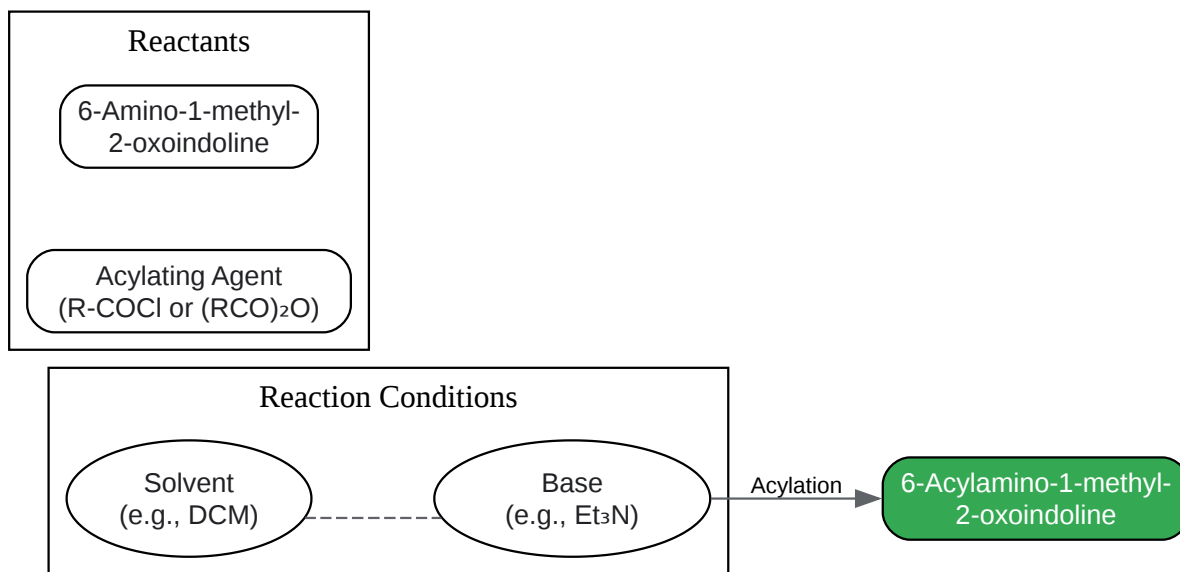 Reactants
6-Amino-1-methyl-
2-oxoindoline
Acylating Agent
(R-COCl or (RCO)₂O)
Reaction Conditions
Solvent
(e.g., DCM)
Base
(e.g., Et₃N)
Acylation
6-Acylamino-1-methyl-
2-oxoindoline